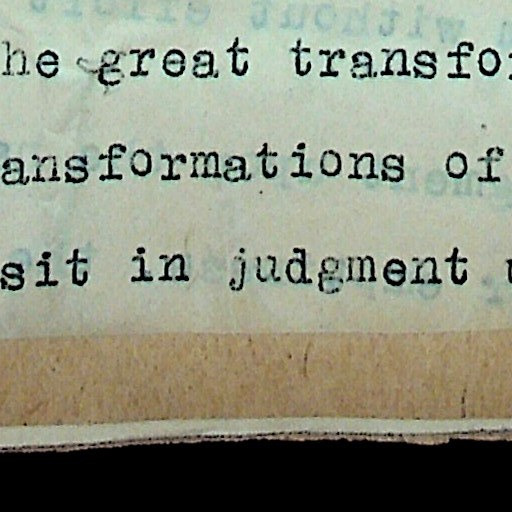 he great transfo
ansformations of
sit in judgment